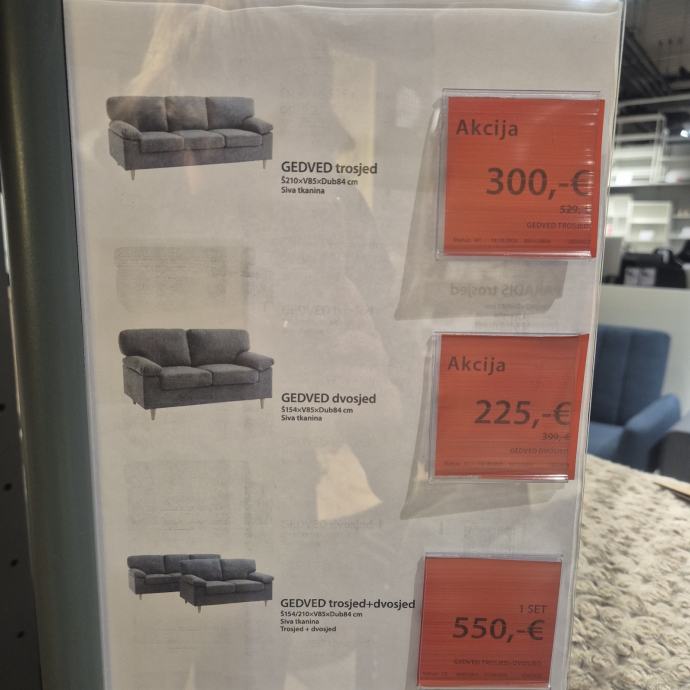 GEDVED trosjed
Š210×V85×Dub84 cm
Siva tkanina
Akcija
300,-€
529,-€
GEDVED TROSJED
GEDVED dvosjed
Š154×V85×Dub84 cm
Siva tkanina
Akcija
225,-€
399,-€
GEDVED DVOSJED
GEDVED trosjed+dvosjed
Š154/210×V85×Dub84 cm
Siva tkanina
Trosjed + dvosjed
1 SET
550,-€
GEDVED TROSJED+DVOSJED